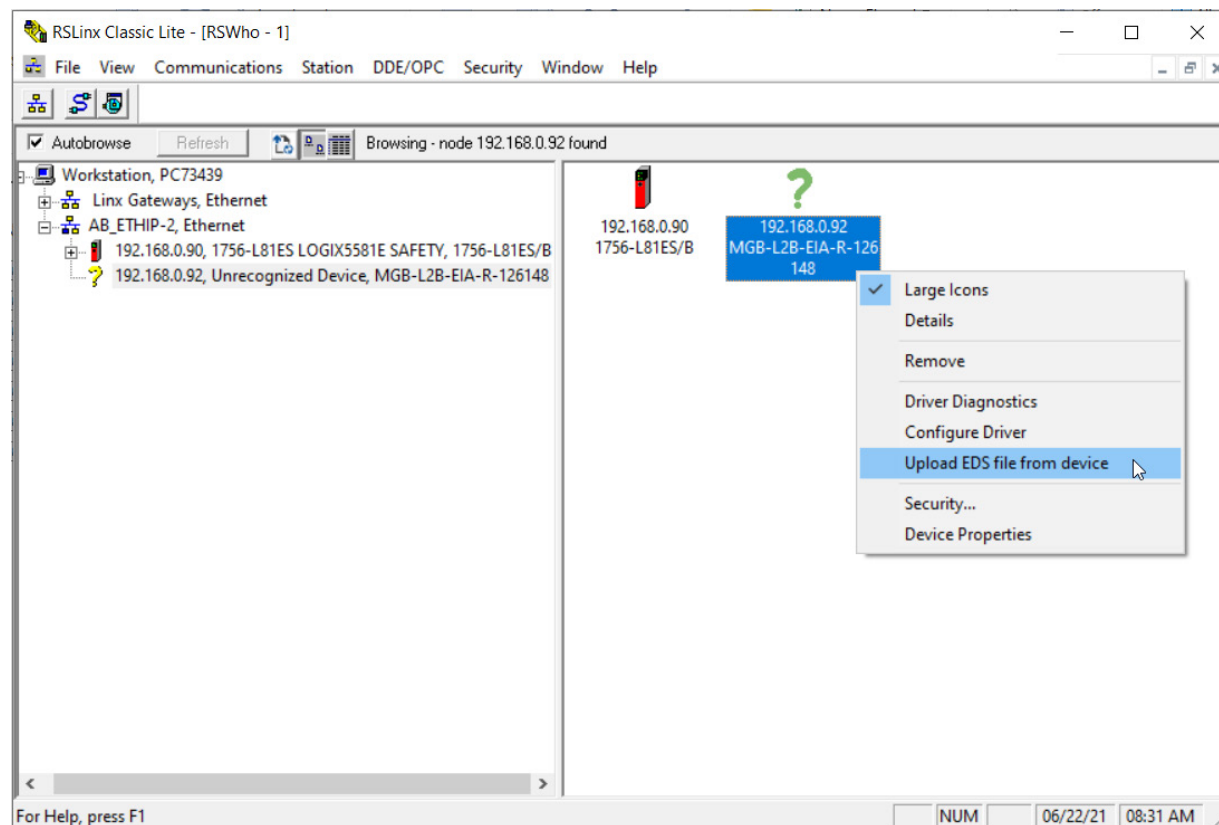 RSLinx Classic Lite - [RSWho - 1]
File View Communications Station DDE/OPC Security Window Help
Autobrowse Refresh Browsing - node 192.168.0.92 found
Workstation, PC73439
Linx Gateways, Ethernet
AB_ETHIP-2, Ethernet
192.168.0.90, 1756-L81ES LOGIX5581E SAFETY, 1756-L81ES/B
192.168.0.92, Unrecognized Device, MGB-L2B-EIA-R-126148
192.168.0.90
1756-L81ES/B
192.168.0.92
MGB-L2B-EIA-R-126
148
Large Icons
Details
Remove
Driver Diagnostics
Configure Driver
Upload EDS file from device
Security...
Device Properties
For Help, press F1 NUM 06/22/21 08:31 AM